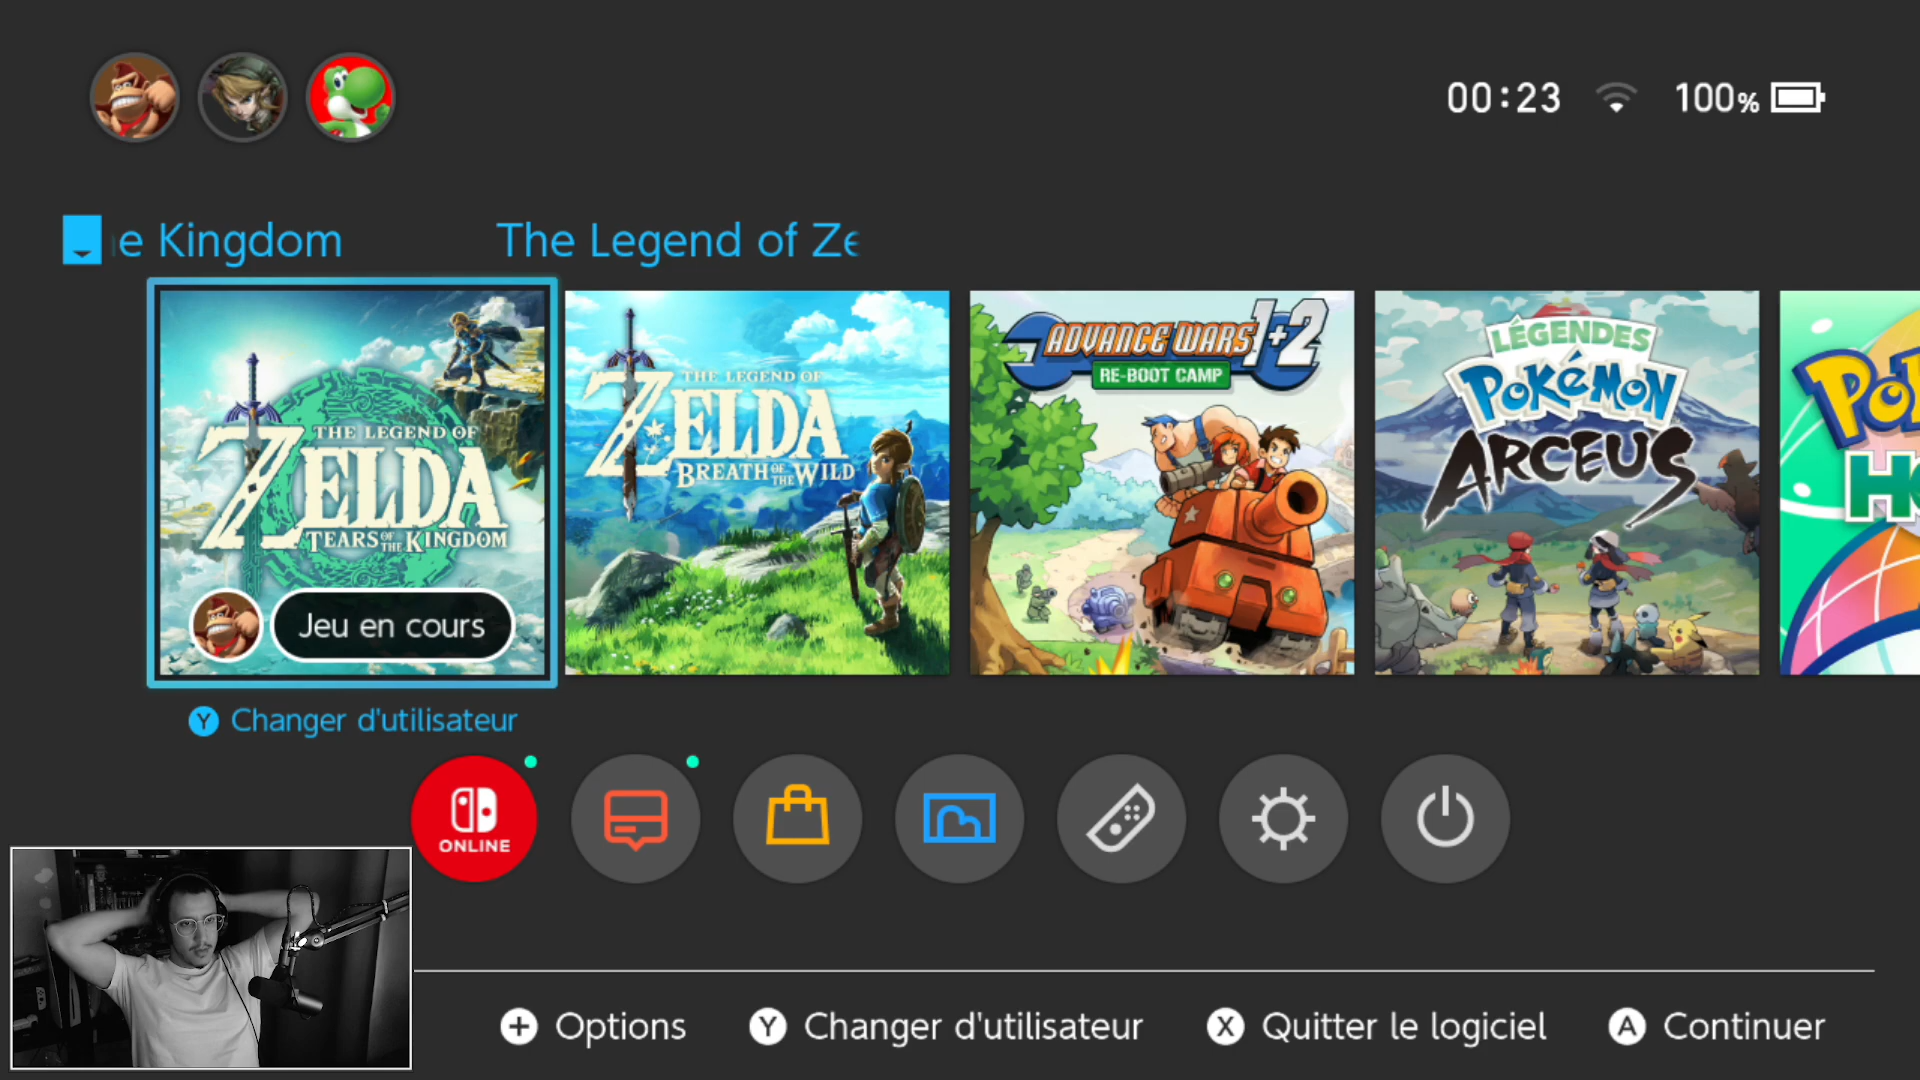 00:23
100%
e Kingdom The Legend of Ze
THE LEGEND OF
ZELDA
TEARS OF THE KINGDOM
Jeu en cours
THE LEGEND OF
ZELDA
BREATH OF THE WILD
ADVANCE WARS 1+2
RE-BOOT CAMP
LÉGENDES
POKÉMON
ARCEUS
Y Changer d'utilisateur
ONLINE
+ Options
Y Changer d'utilisateur
X Quitter le logiciel
A Continuer